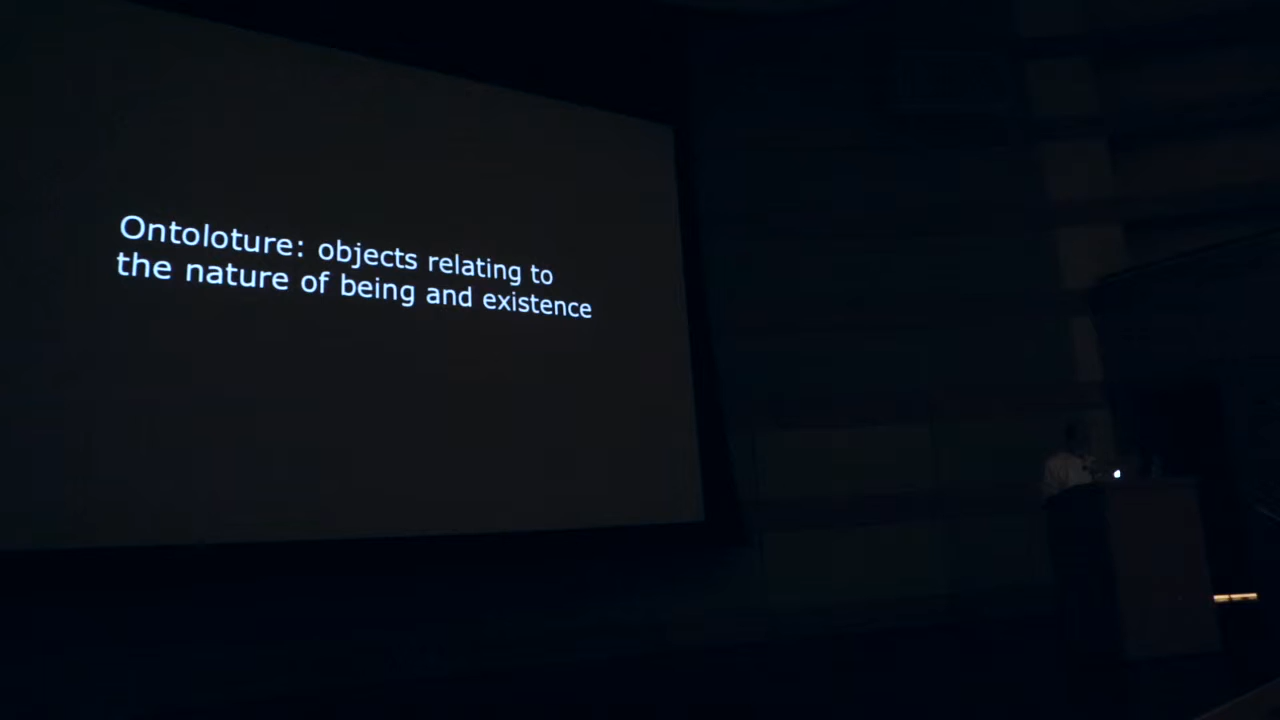 Ontoloture: objects relating to
the nature of being and existence